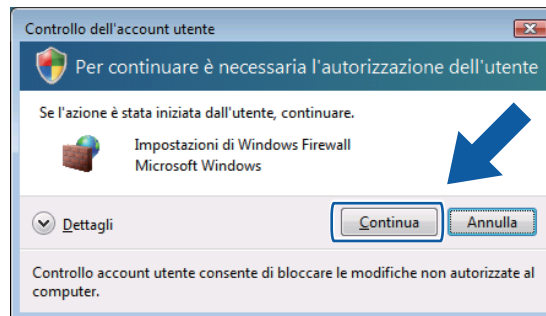 Controllo dell'account utente
Per continuare è necessaria l'autorizzazione dell'utente
Se l'azione è stata iniziata dall'utente, continuare.
Impostazioni di Windows Firewall
Microsoft Windows
Dettagli
Continua
Annulla
Controllo account utente consente di bloccare le modifiche non autorizzate al
computer.